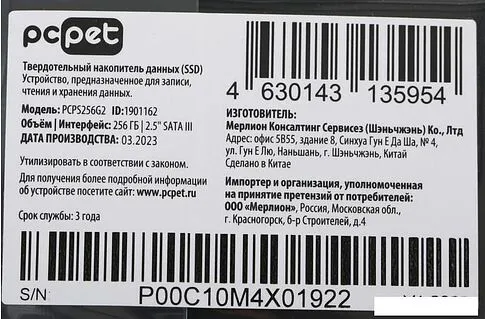 pcpet
Твердотельный накопитель данных (SSD)
Устройство, предназначенное для записи,
чтения и хранения данных.
Модель: PCPS256G2 ID:1901162
Объём | Интерфейс: 256 ГБ | 2.5" SATA III
ДАТА ПРОИЗВОДСТВА: 03.2023
Утилизировать в соответствии с законом.
Для получения более подробной информации
об устройстве посетите сайт: www.pcpet.ru
Срок службы: 3 года
4 630143 135954
ИЗГОТОВИТЕЛЬ:
Мерлион Консалтинг Сервисез (Шэньчжэнь) Ко., Лтд
Адрес: офис 5B55, здание 8, Синхуа Гун Е Да Ша, № 4,
ул. Гун Е Лю, Наньшань, г. Шэньчжэнь, Китай
Сделано в Китае
Импортер и организация, уполномоченная
на принятие претензий от потребителей:
ООО «Мерлион», Россия, Московская обл.,
г. Красногорск, б-р Строителей, д.4
S/N: P00C10M4X01922